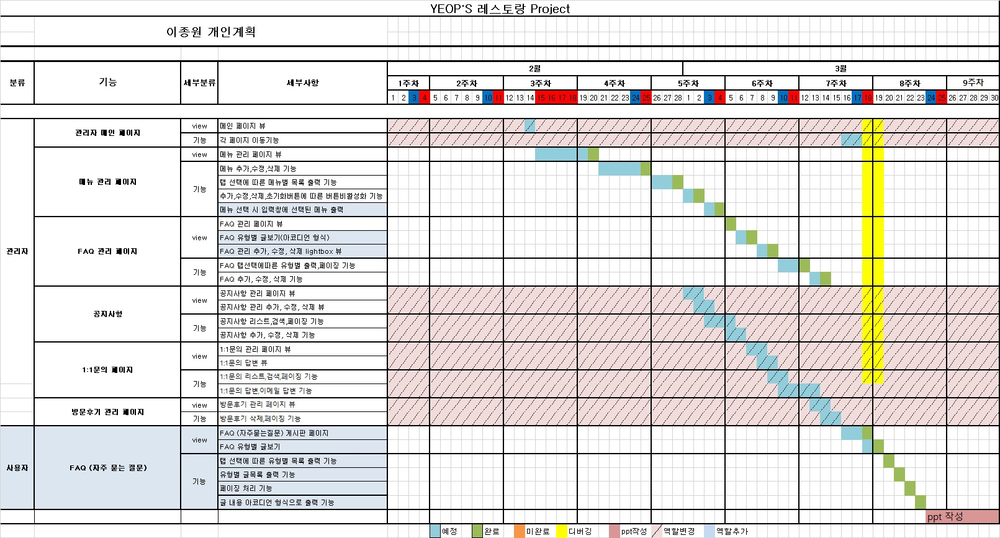 YEOP'S 레스토랑 Project
이종원 개인계획
분류 기능 세부분류 세부사항 2월 3월
1주차 2주차 3주차 4주차 5주차 6주차 7주차 8주차 9주차
1 2 3 4 5 6 7 8 9 10 11 12 13 14 15 16 17 18 19 20 21 22 23 24 25 26 27 28 1 2 3 4 5 6 7 8 9 10 11 12 13 14 15 16 17 18 19 20 21 22 23 24 25 26 27 28 29 30
관리자
관리자 메인 페이지
view 메인 페이지 뷰
기능 각 페이지 이동기능
메뉴 관리 페이지
view 메뉴 관리 페이지 뷰
기능
메뉴 추가,수정,삭제 기능
탭 선택에 따른 메뉴별 목록 출력 기능
추가,수정,삭제,초기화버튼에 따른 버튼비활성화 기능
메뉴 선택 시 입력창에 선택된 메뉴 출력
FAQ 관리 페이지
view
FAQ 관리 페이지 뷰
FAQ 유형별 글보기(아코디언 형식)
FAQ 관리 추가, 수정, 삭제 lightbox 뷰
기능
FAQ 탭선택에따른 유형별 출력,페이징 기능
FAQ 추가, 수정, 삭제 기능
공지사항
view
공지사항 관리 페이지 뷰
공지사항 관리 추가, 수정, 삭제 뷰
기능
공지사항 리스트,검색,페이징 기능
공지사항 추가, 수정, 삭제 기능
1:1문의 페이지
view
1:1문의 관리 페이지 뷰
1:1문의 답변 뷰
기능
1:1문의 리스트,검색,페이징 기능
1:1문의 답변,이메일 답변 기능
방문후기 관리 페이지
view 방문후기 관리 페이지 뷰
기능 방문후기 삭제,페이징 기능
사용자
FAQ (자주 묻는 질문)
view
FAQ (자주묻는질문) 게시판 페이지
FAQ 유형별 글보기
기능
탭 선택에 따른 유형별 목록 출력 기능
유형별 글목록 출력 기능
페이징 처리 기능
글 내용 아코디언 형식으로 출력 기능
ppt 작성
예정 완료 미완료 디버깅 ppt작성 역할변경 역할추가